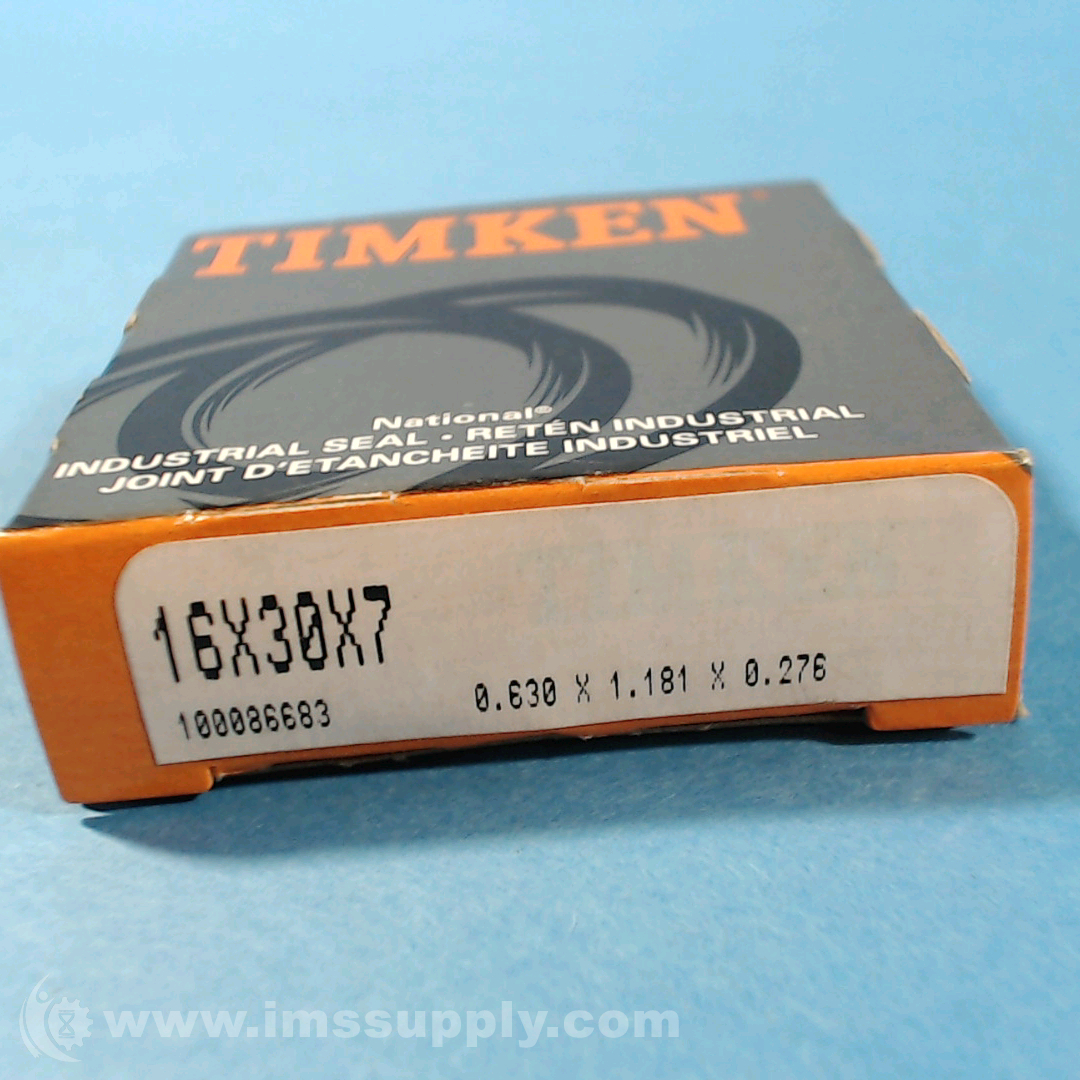 TIMKEN
National®
INDUSTRIAL SEAL · RETÉN INDUSTRIAL
JOINT D'ETANCHEITE INDUSTRIEL
16X30X7
100086683
0.630 X 1.181 X 0.276
www.imssupply.com